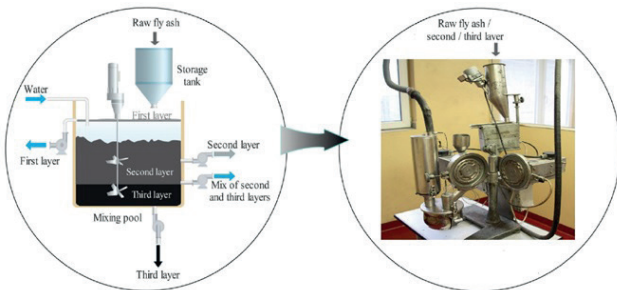 Raw fly ash
Storage
tank
Water
First layer
First layer
Second layer
Second layer
Third layer
Mix of second
and third layers
Mixing pool
Third layer
Raw fly ash /
second / third layer